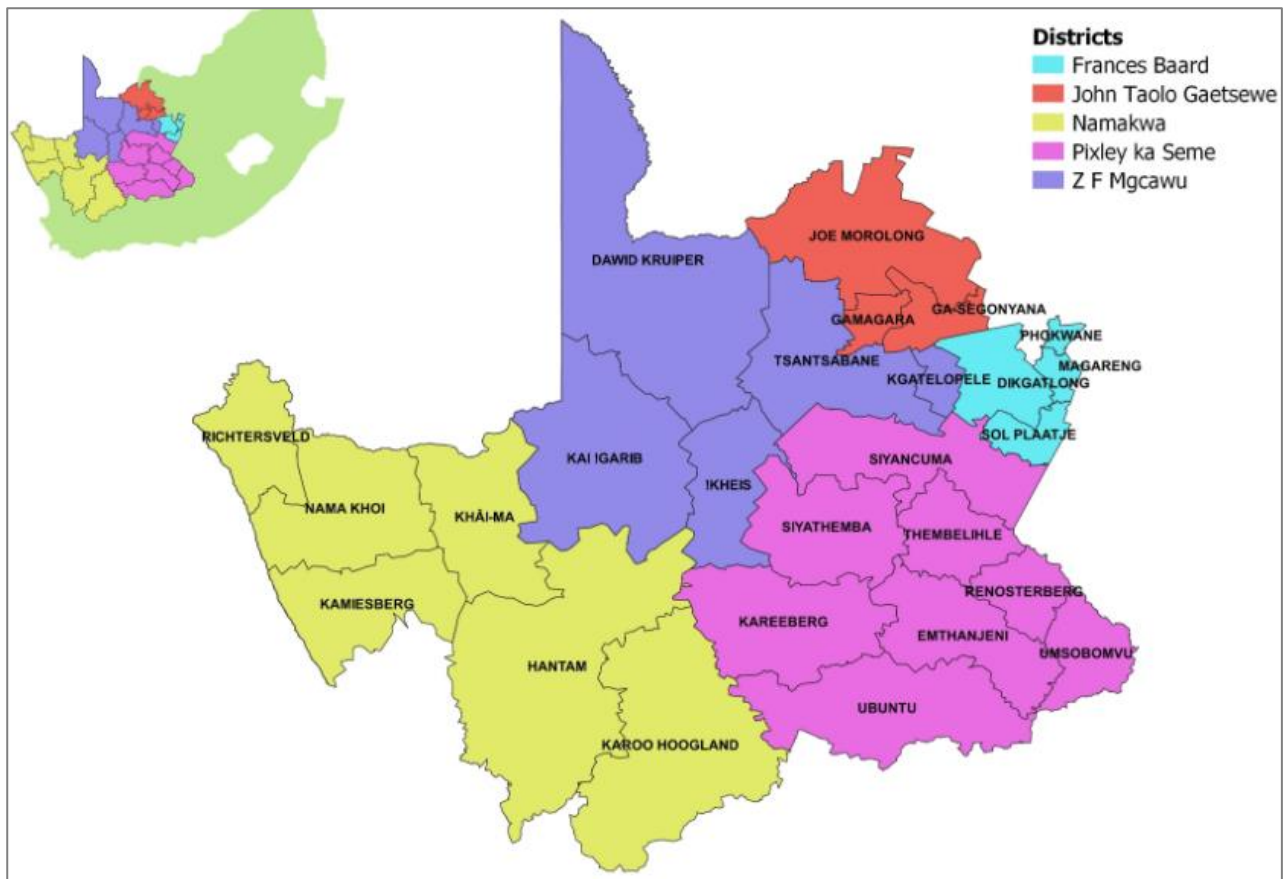 Districts
Frances Baard
John Taolo Gaetsewe
Namakwa
Pixley ka Seme
Z F Mgcawu
JOE MOROLONG
DAWID KRUIPER
GA-SEGONYANA
GAMAGARA
PHOKWANE
TSANTSABANE
MAGARENG
KGATELOPELE
DIKGATLONG
RICHTERSVELD
SOL PLAATJE
KAI !GARIB
SIYANCUMA
!KHEIS
NAMA KHOI
KHÂI-MA
SIYATHEMBA
THEMBELIHLE
RENOSTERBERG
KAMIESBERG
KAREEBERG
EMTHANJENI
UMSOBOMVU
HANTAM
UBUNTU
KAROO HOOGLAND